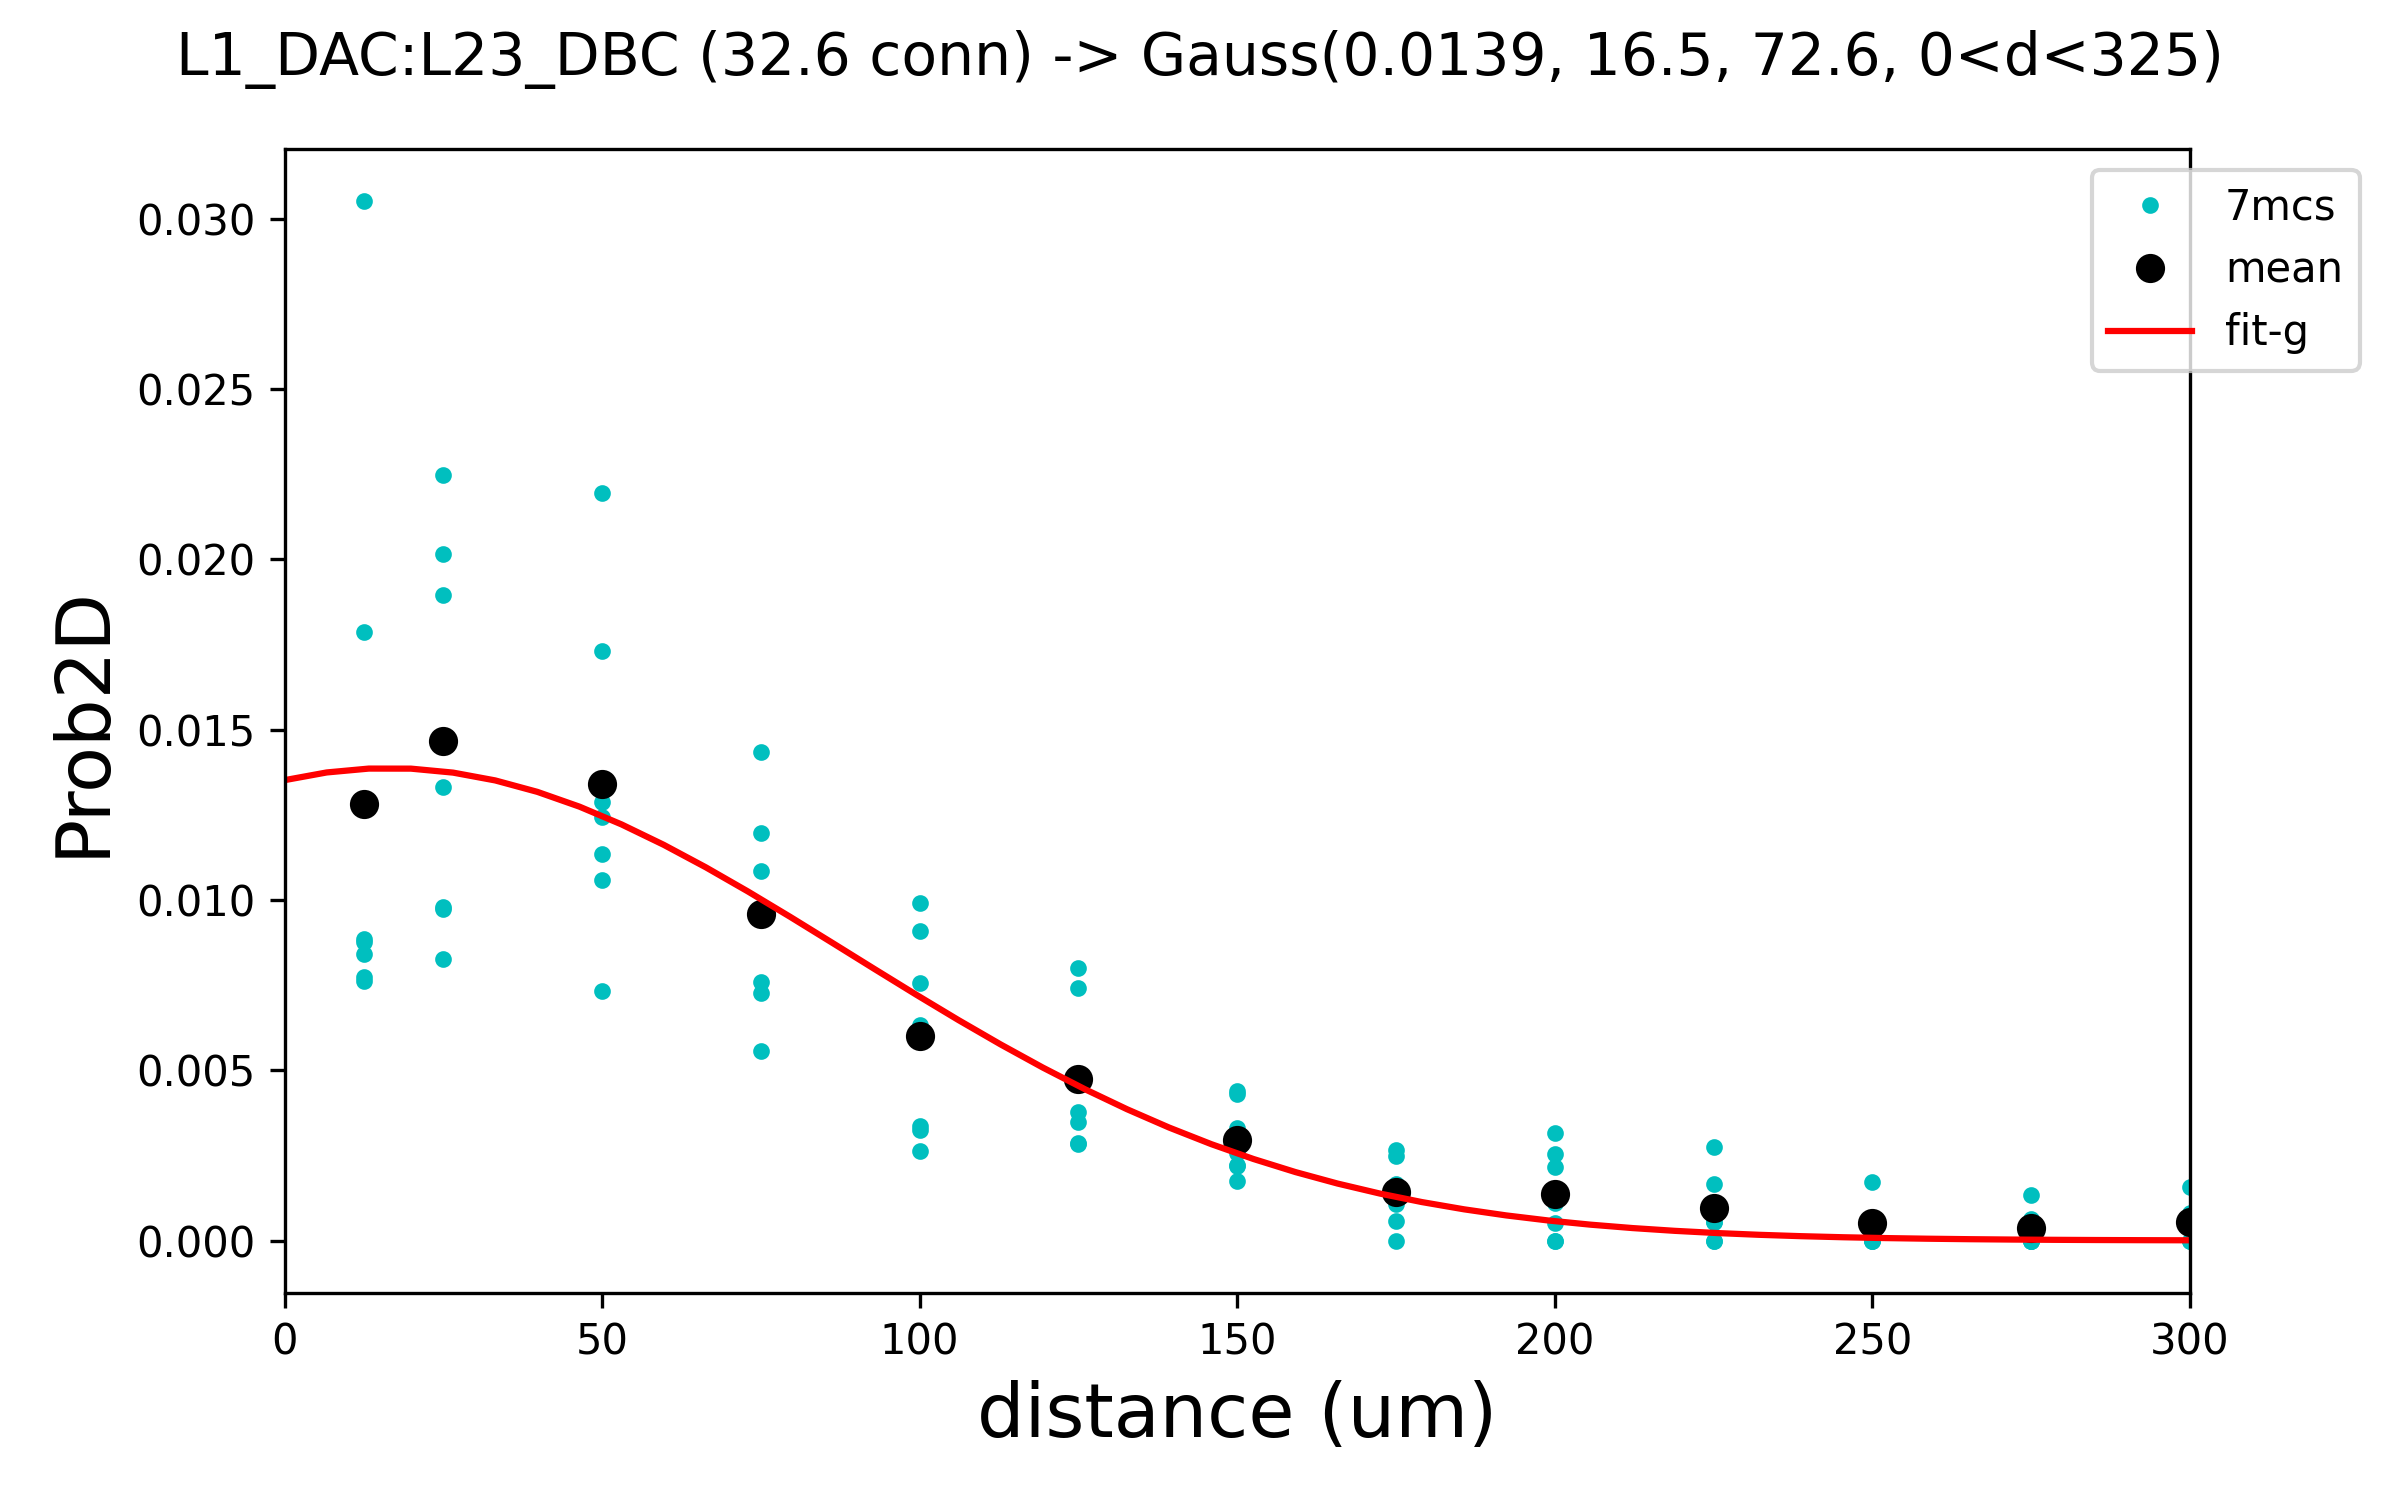 L1_DAC:L23_DBC (32.6 conn) -> Gauss(0.0139, 16.5, 72.6, 0<d<325)
7mcs
mean
fit-g
0.030
0.025
0.020
0.015
0.010
0.005
0.000
Prob2D
0 50 100 150 200 250 300
distance (um)